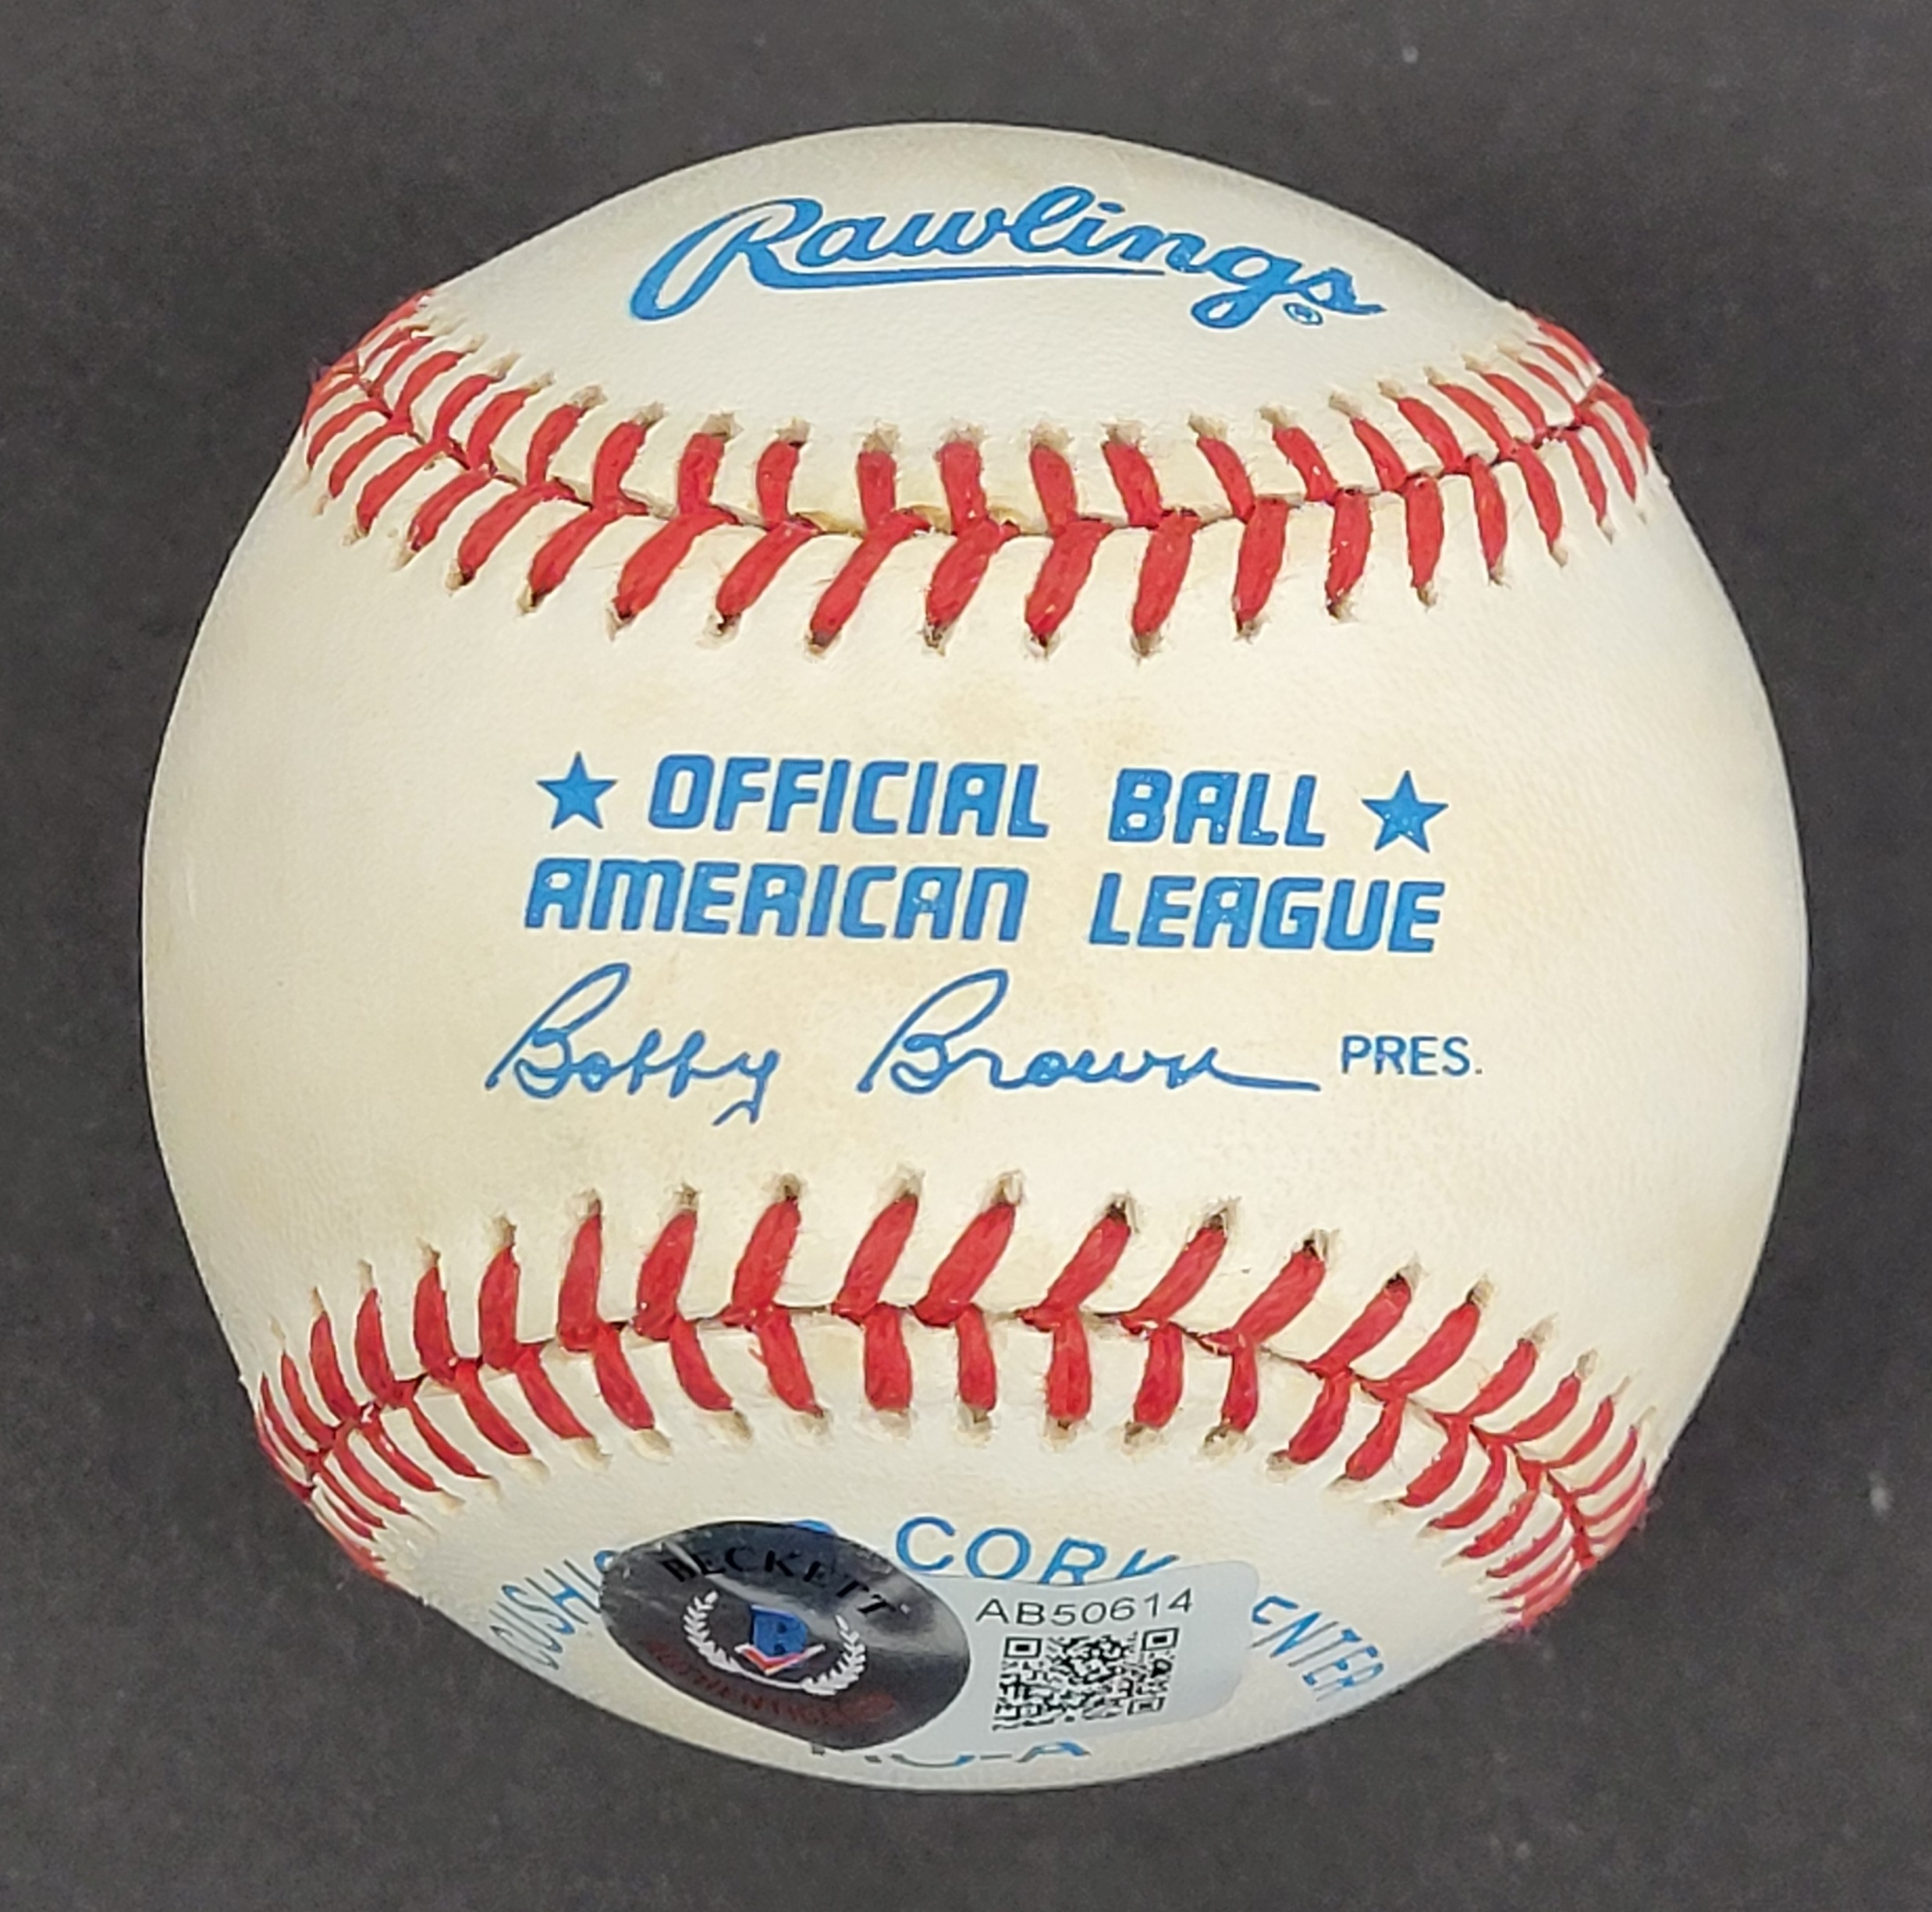 Rawlings®
★ OFFICIAL BALL ★
AMERICAN LEAGUE
Bobby Brown PRES.
CORK
BECKETT
AB50614
B